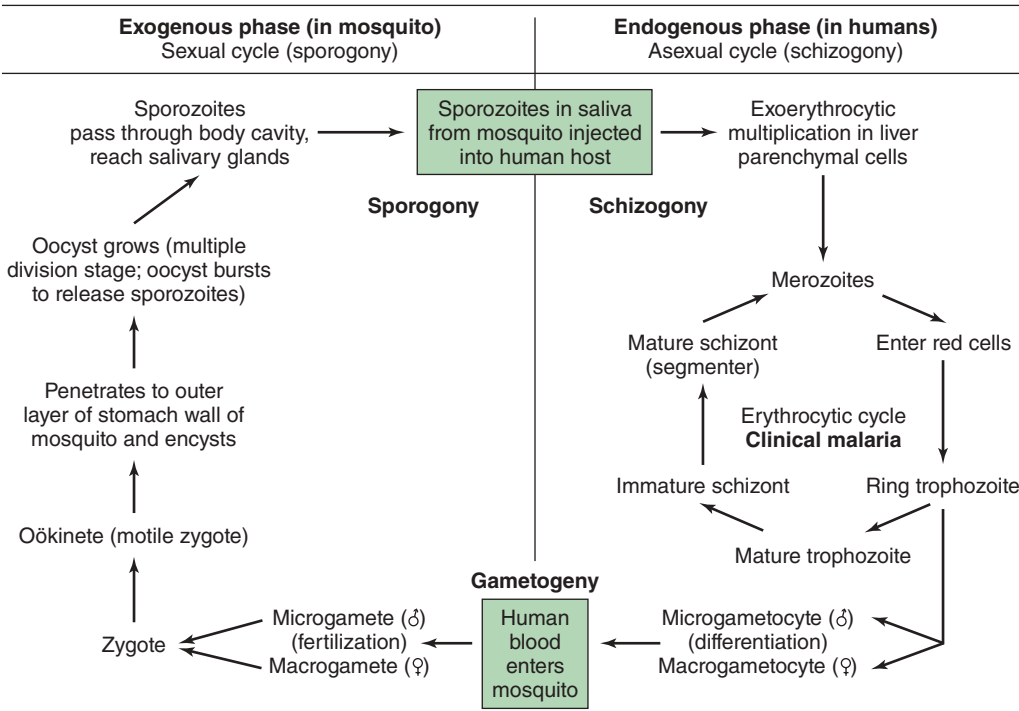 Exogenous phase (in mosquito)
Sexual cycle (sporogony)
Endogenous phase (in humans)
Asexual cycle (schizogony)
Sporozoites
pass through body cavity,
reach salivary glands
Sporozoites in saliva
from mosquito injected
into human host
Exoerythrocytic
multiplication in liver
parenchymal cells
Sporogony
Schizogony
Oocyst grows (multiple
division stage; oocyst bursts
to release sporozoites)
Merozoites
Mature schizont
(segmenter)
Enter red cells
Penetrates to outer
layer of stomach wall of
mosquito and encysts
Erythrocytic cycle
Clinical malaria
Immature schizont
Ring trophozoite
Oökinete (motile zygote)
Mature trophozoite
Gametogeny
Zygote
Microgamete (♂)
(fertilization)
Macrogamete (♀)
Human
blood
enters
mosquito
Microgametocyte (♂)
(differentiation)
Macrogametocyte (♀)